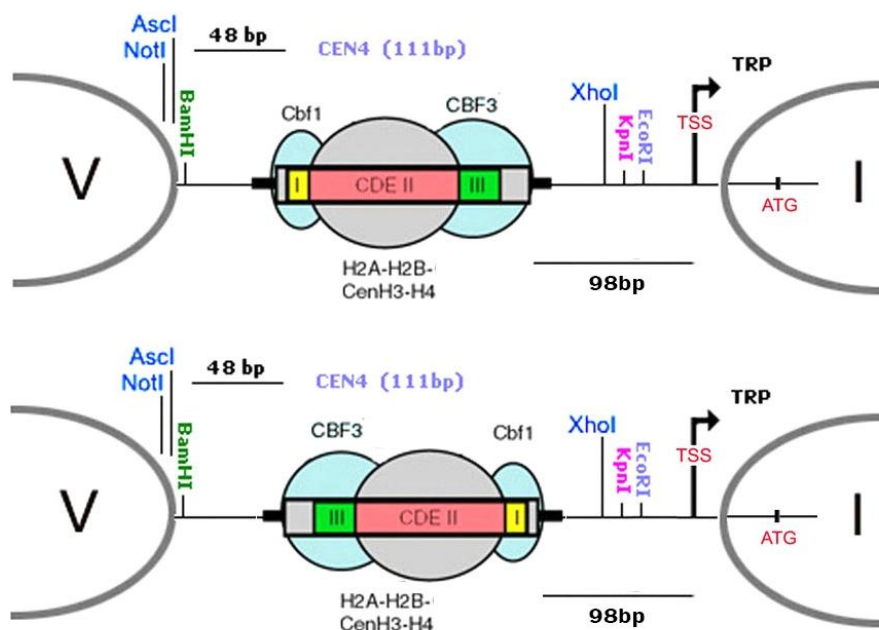 AscI
NotI
48 bp
CEN4 (111bp)
BamHI
Cbf1
CBF3
XhoI
KpnI
EcoRI
TSS
TRP
V
I
CDE II
III
ATG
I
H2A-H2B-
CenH3-H4
98bp
AscI
NotI
48 bp
CEN4 (111bp)
BamHI
CBF3
Cbf1
XhoI
KpnI
EcoRI
TSS
TRP
V
III
CDE II
I
ATG
I
H2A-H2B-
CenH3-H4
98bp